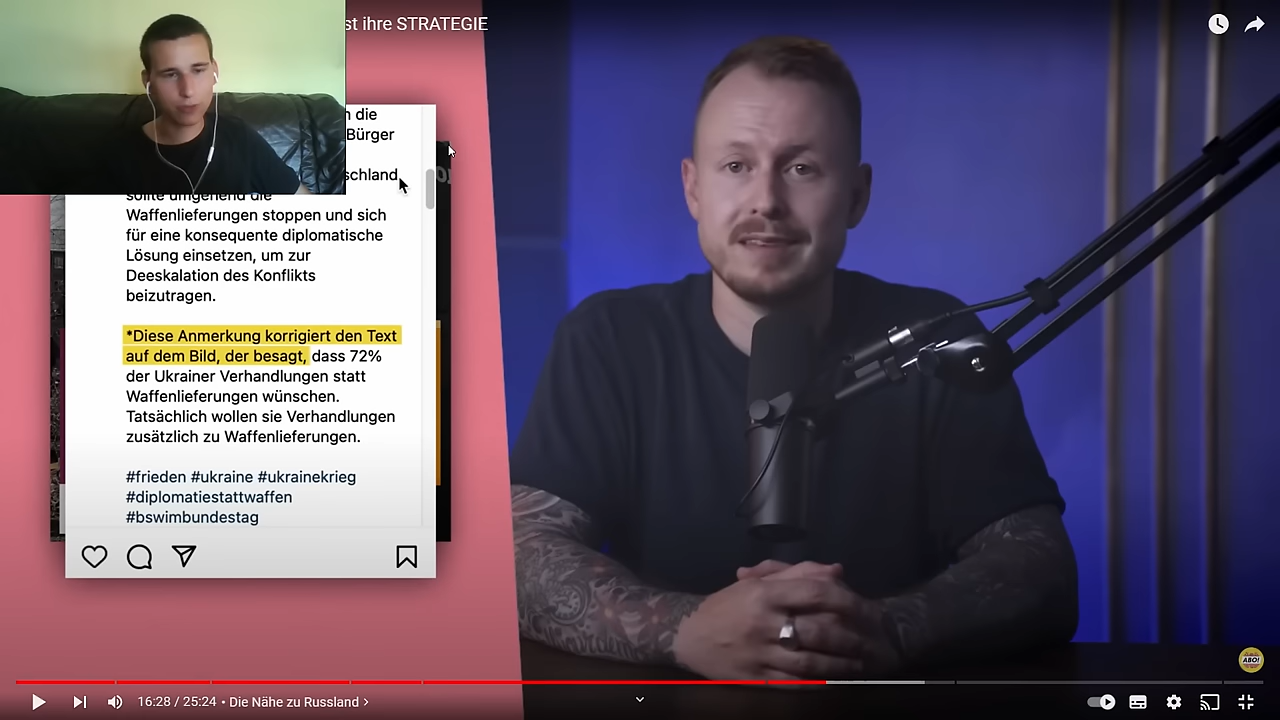 st ihre STRATEGIE
n die
Bürger
schland
sollte umgehend die
Waffenlieferungen stoppen und sich
für eine konsequente diplomatische
Lösung einsetzen, um zur
Deeskalation des Konflikts
beizutragen.
*Diese Anmerkung korrigiert den Text
auf dem Bild, der besagt, dass 72%
der Ukrainer Verhandlungen statt
Waffenlieferungen wünschen.
Tatsächlich wollen sie Verhandlungen
zusätzlich zu Waffenlieferungen.
#frieden #ukraine #ukrainekrieg
#diplomatiestattwaffen
#bswimbundestag
ABO!
16:28 / 25:24 • Die Nähe zu Russland >